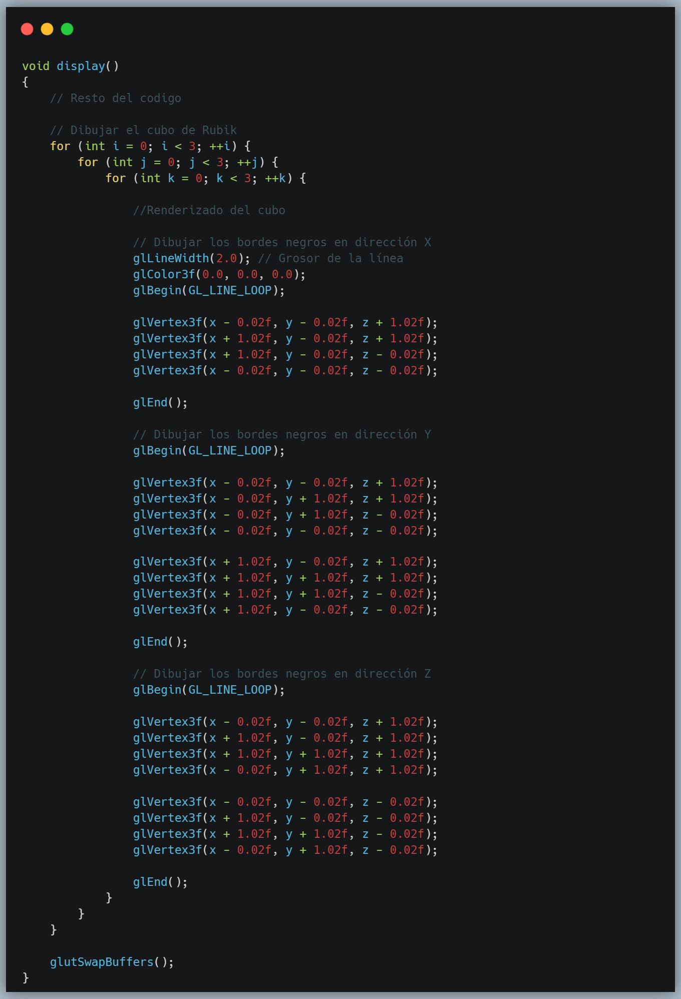 void display()
{
    // Resto del codigo
    // Dibujar el cubo de Rubik
    for (int i = 0; i < 3; ++i) {
        for (int j = 0; j < 3; ++j) {
            for (int k = 0; k < 3; ++k) {
                //Renderizado del cubo
                // Dibujar los bordes negros en dirección X
                glLineWidth(2.0); // Grosor de la línea
                glColor3f(0.0, 0.0, 0.0);
                glBegin(GL_LINE_LOOP);
                glVertex3f(x - 0.02f, y - 0.02f, z + 1.02f);
                glVertex3f(x + 1.02f, y - 0.02f, z + 1.02f);
                glVertex3f(x + 1.02f, y - 0.02f, z - 0.02f);
                glVertex3f(x - 0.02f, y - 0.02f, z - 0.02f);
                glEnd();
                // Dibujar los bordes negros en dirección Y
                glBegin(GL_LINE_LOOP);
                glVertex3f(x - 0.02f, y - 0.02f, z + 1.02f);
                glVertex3f(x - 0.02f, y + 1.02f, z + 1.02f);
                glVertex3f(x - 0.02f, y + 1.02f, z - 0.02f);
                glVertex3f(x - 0.02f, y - 0.02f, z - 0.02f);
                glVertex3f(x + 1.02f, y - 0.02f, z + 1.02f);
                glVertex3f(x + 1.02f, y + 1.02f, z + 1.02f);
                glVertex3f(x + 1.02f, y + 1.02f, z - 0.02f);
                glVertex3f(x + 1.02f, y - 0.02f, z - 0.02f);
                glEnd();
                // Dibujar los bordes negros en dirección Z
                glBegin(GL_LINE_LOOP);
                glVertex3f(x - 0.02f, y - 0.02f, z + 1.02f);
                glVertex3f(x + 1.02f, y - 0.02f, z + 1.02f);
                glVertex3f(x + 1.02f, y + 1.02f, z + 1.02f);
                glVertex3f(x - 0.02f, y + 1.02f, z + 1.02f);
                glVertex3f(x - 0.02f, y - 0.02f, z - 0.02f);
                glVertex3f(x + 1.02f, y - 0.02f, z - 0.02f);
                glVertex3f(x + 1.02f, y + 1.02f, z - 0.02f);
                glVertex3f(x - 0.02f, y + 1.02f, z - 0.02f);
                glEnd();
            }
        }
    }
    glutSwapBuffers();
}